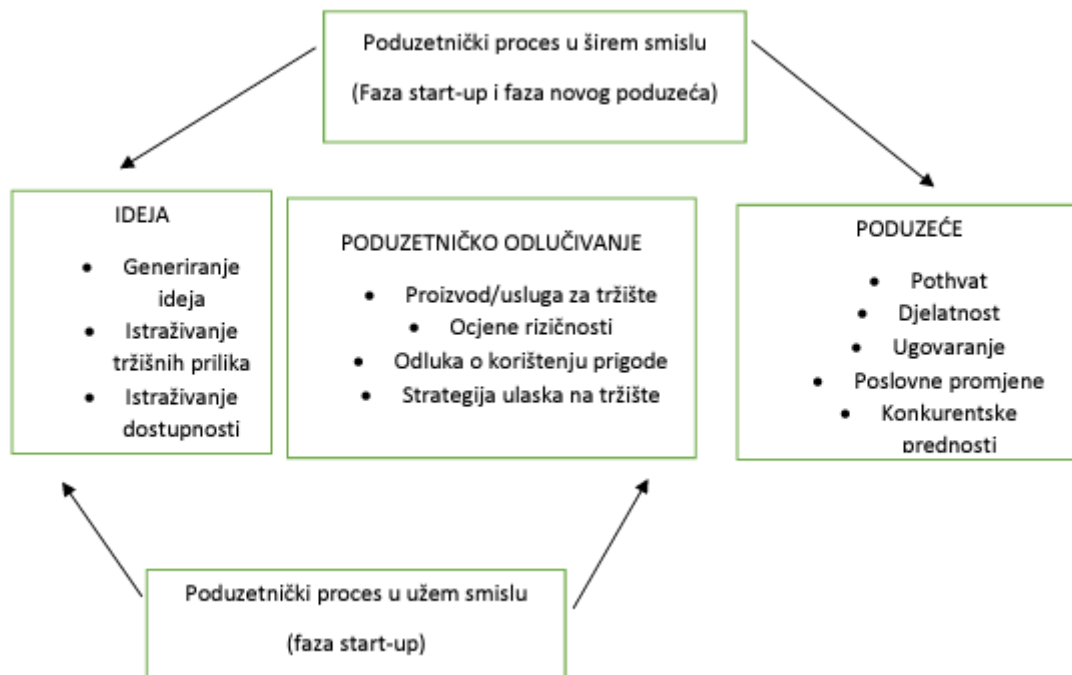 Poduzetnički proces u širem smislu
(Faza start-up i faza novog poduzeća)
IDEJA
• Generiranje
ideja
• Istraživanje
tržišnih prilika
• Istraživanje
dostupnosti
PODUZETNIČKO ODLUČIVANJE
• Proizvod/usluga za tržište
• Ocjene rizičnosti
• Odluka o korištenju prigode
• Strategija ulaska na tržište
PODUZEĆE
• Pothvat
• Djelatnost
• Ugovaranje
• Poslovne promjene
• Konkurentske
prednosti
Poduzetnički proces u užem smislu
(faza start-up)